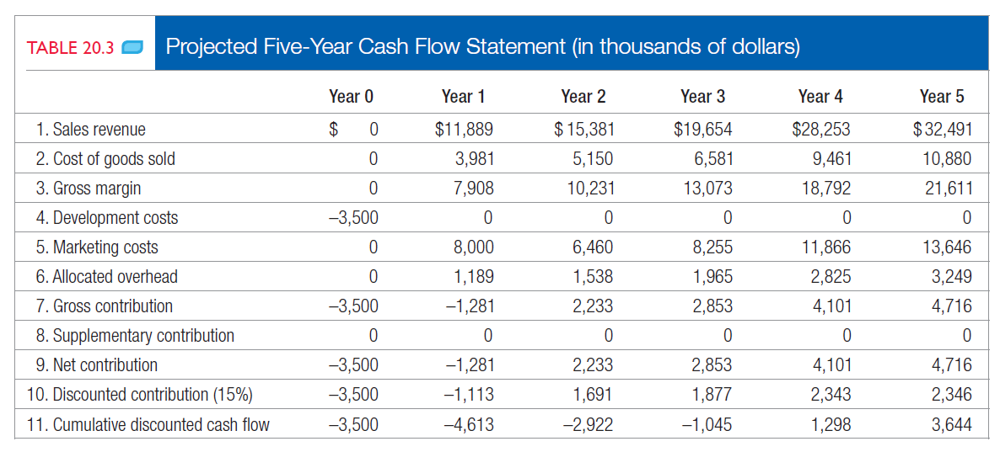 TABLE 20.3 Projected Five-Year Cash Flow Statement (in thousands of dollars)
Year 0 Year 1 Year 2 Year 3 Year 4 Year 5
1. Sales revenue $ 0 $11,889 $15,381 $19,654 $28,253 $32,491
2. Cost of goods sold 0 3,981 5,150 6,581 9,461 10,880
3. Gross margin 0 7,908 10,231 13,073 18,792 21,611
4. Development costs –3,500 0 0 0 0 0
5. Marketing costs 0 8,000 6,460 8,255 11,866 13,646
6. Allocated overhead 0 1,189 1,538 1,965 2,825 3,249
7. Gross contribution –3,500 –1,281 2,233 2,853 4,101 4,716
8. Supplementary contribution 0 0 0 0 0 0
9. Net contribution –3,500 –1,281 2,233 2,853 4,101 4,716
10. Discounted contribution (15%) –3,500 –1,113 1,691 1,877 2,343 2,346
11. Cumulative discounted cash flow –3,500 –4,613 –2,922 –1,045 1,298 3,644